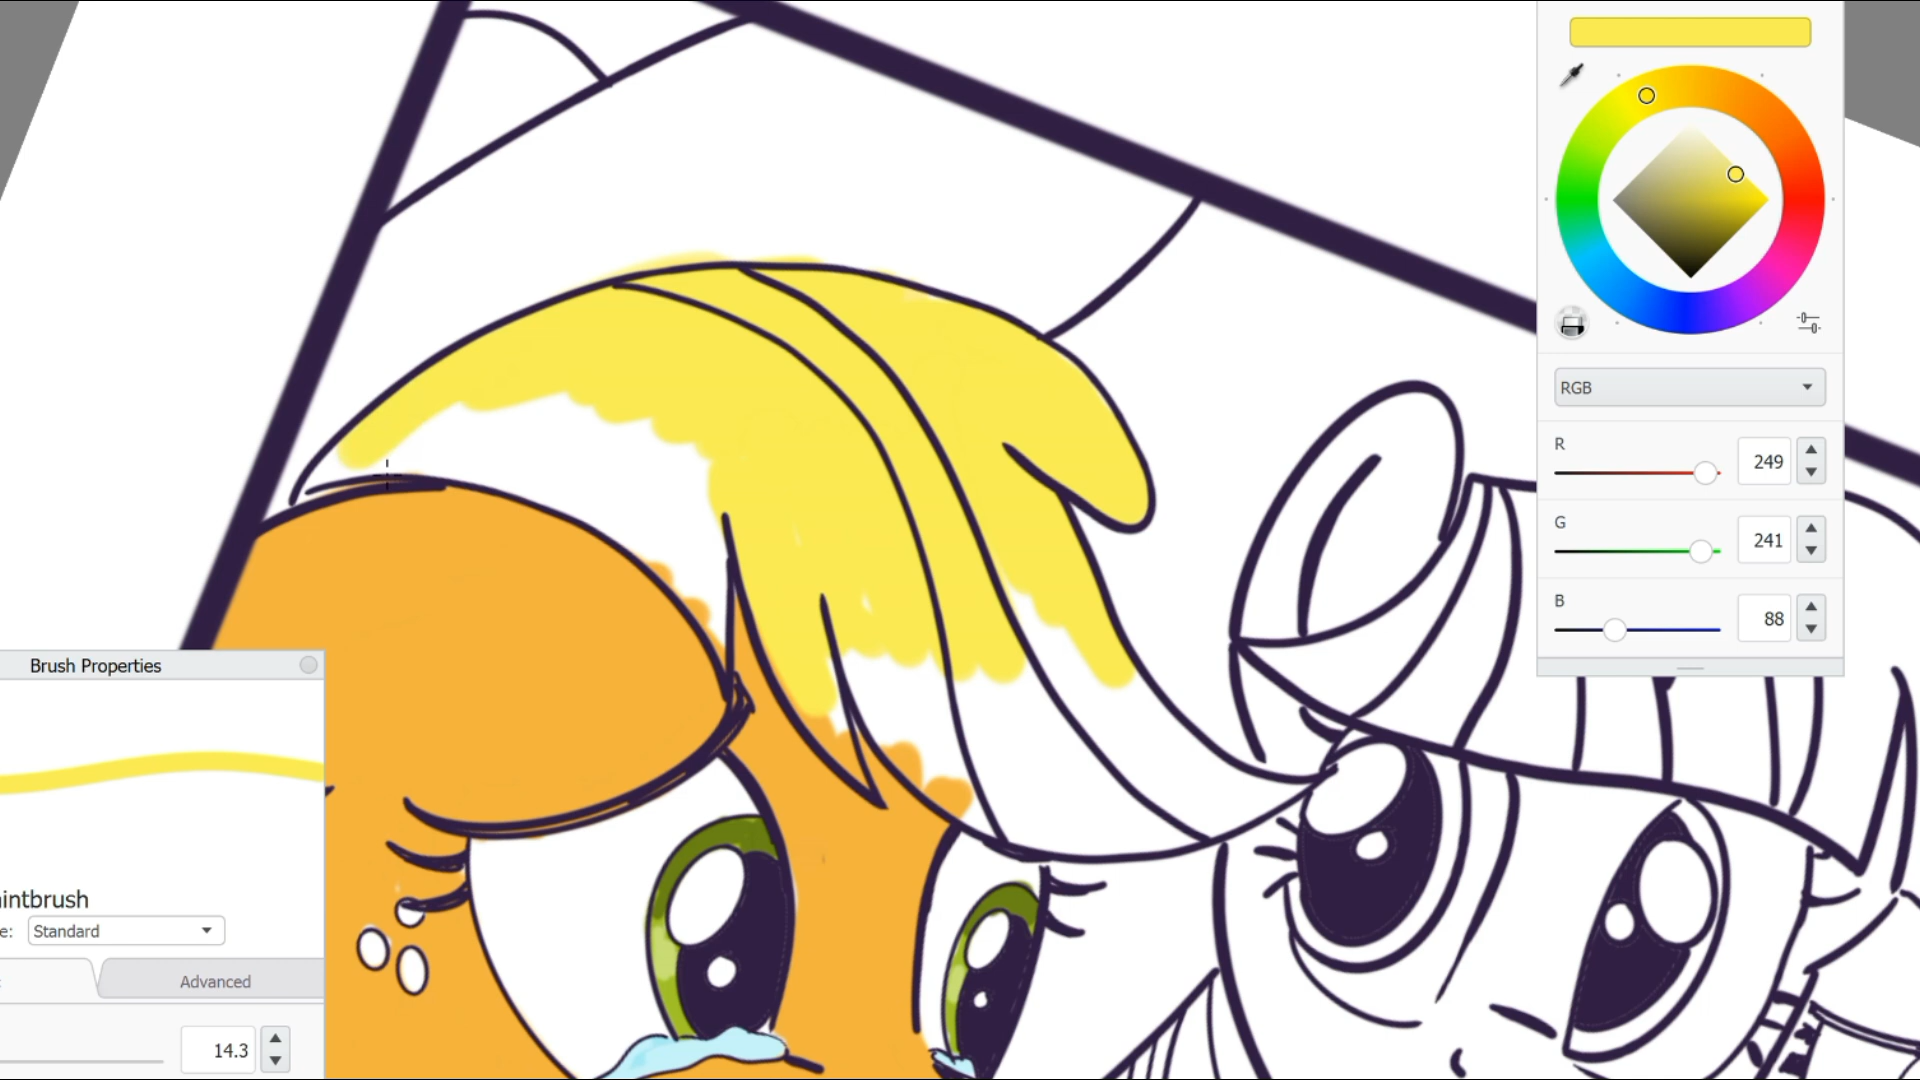 RGB
R
249
G
241
B
88
Brush Properties
intbrush
e:
Standard
Advanced
14.3